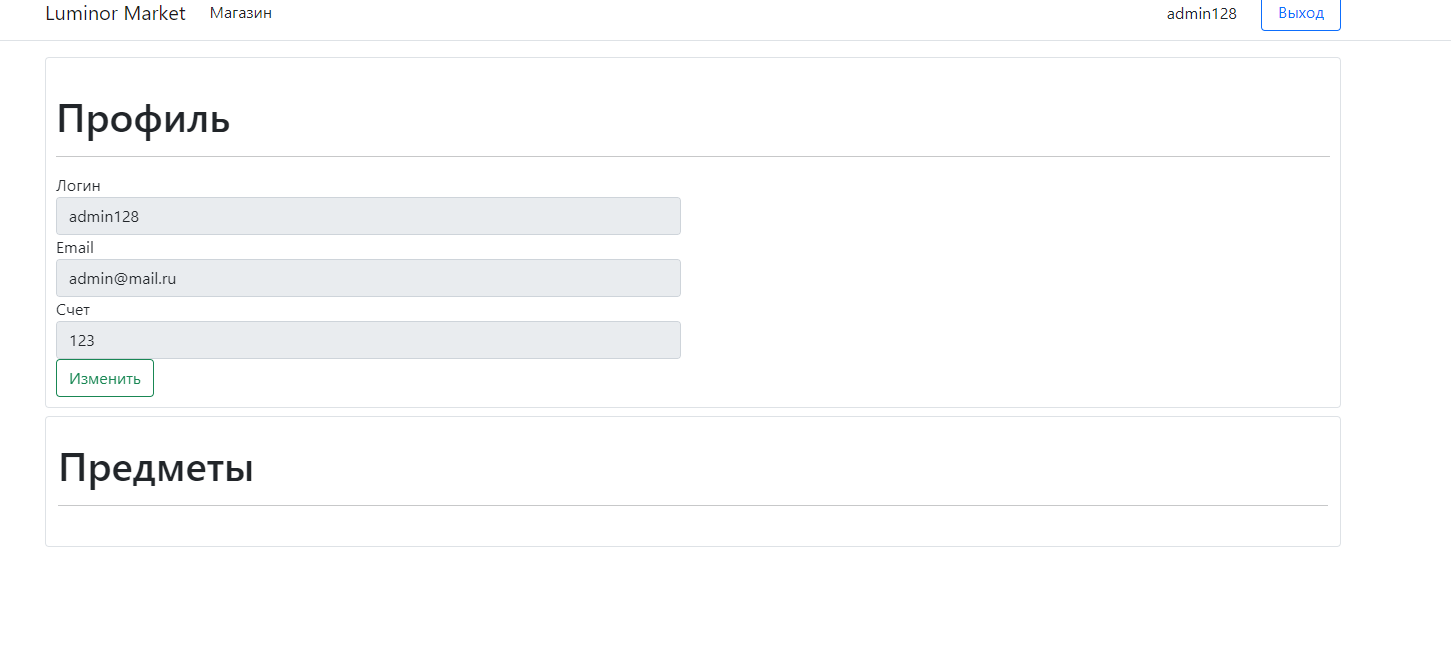 Luminor Market Магазин admin128 Выход
Профиль
Логин
admin128
Email
admin@mail.ru
Счет
123
Изменить
Предметы